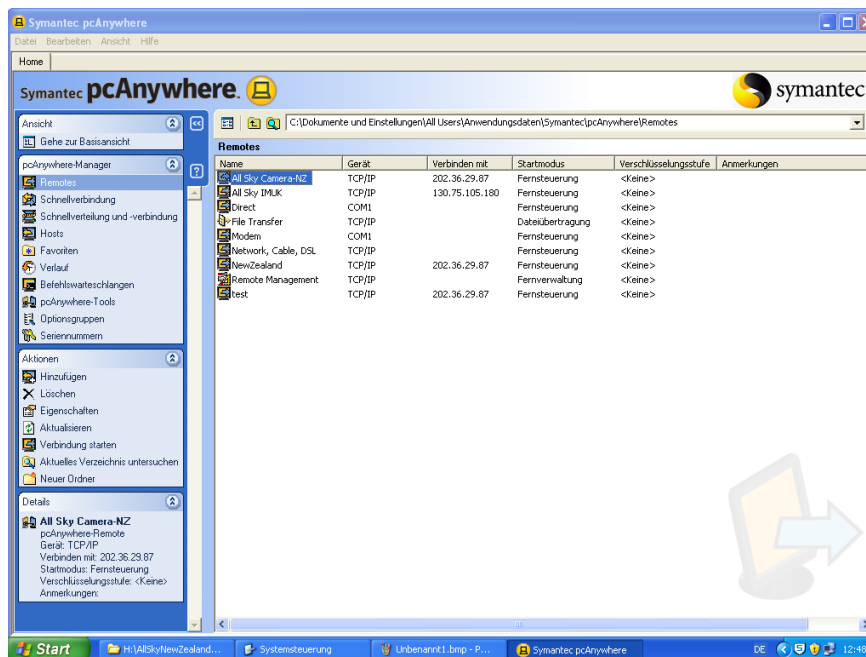 Symantec pcAnywhere
Datei Bearbeiten Ansicht Hilfe
Home
Symantec pcAnywhere.
symantec
Ansicht
Gehe zur Basisansicht
pcAnywhere-Manager
Remotes
Schnellverbindung
Schnellverteilung und -verbindung
Hosts
Favoriten
Verlauf
Befehlswarteschlangen
pcAnywhere-Tools
Optionsgruppen
Seriennummern
Aktionen
Hinzufügen
Löschen
Eigenschaften
Aktualisieren
Verbindung starten
Aktuelles Verzeichnis untersuchen
Neuer Ordner
Details
All Sky Camera-NZ
pcAnywhere-Remote
Gerät: TCP/IP
Verbinden mit: 202.36.29.87
Startmodus: Fernsteuerung
Verschlüsselungsstufe: <Keine>
Anmerkungen:
C:\Dokumente und Einstellungen\All Users\Anwendungsdaten\Symantec\pcAnywhere\Remotes
Remotes
Name Gerät Verbinden mit Startmodus Verschlüsselungsstufe Anmerkungen
All Sky Camera-NZ TCP/IP 202.36.29.87 Fernsteuerung <Keine>
All Sky IMUK TCP/IP 130.75.105.180 Fernsteuerung <Keine>
Direct COM1 Fernsteuerung <Keine>
File Transfer TCP/IP Dateiübertragung <Keine>
Modem COM1 Fernsteuerung <Keine>
Network, Cable, DSL TCP/IP Fernsteuerung <Keine>
NewZealand TCP/IP 202.36.29.87 Fernsteuerung <Keine>
Remote Management TCP/IP Fernverwaltung <Keine>
test TCP/IP 202.36.29.87 Fernsteuerung <Keine>
Start H:\AllSkyNewZealand... Systemsteuerung Unbenannt1.bmp - P... Symantec pcAnywhere DE 12:48